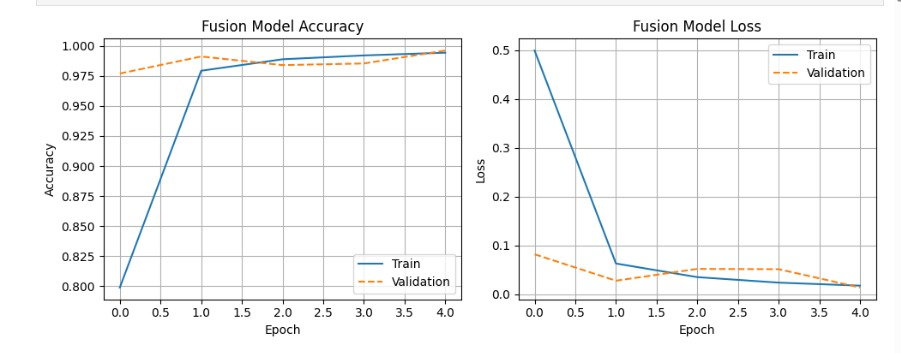 Fusion Model Accuracy
1.000
0.975
0.950
0.925
0.900
0.875
0.850
0.825
0.800
Accuracy
0.0 0.5 1.0 1.5 2.0 2.5 3.0 3.5 4.0
Epoch
Train
Validation
Fusion Model Loss
0.5
0.4
0.3
0.2
0.1
0.0
Loss
0.0 0.5 1.0 1.5 2.0 2.5 3.0 3.5 4.0
Epoch
Train
Validation